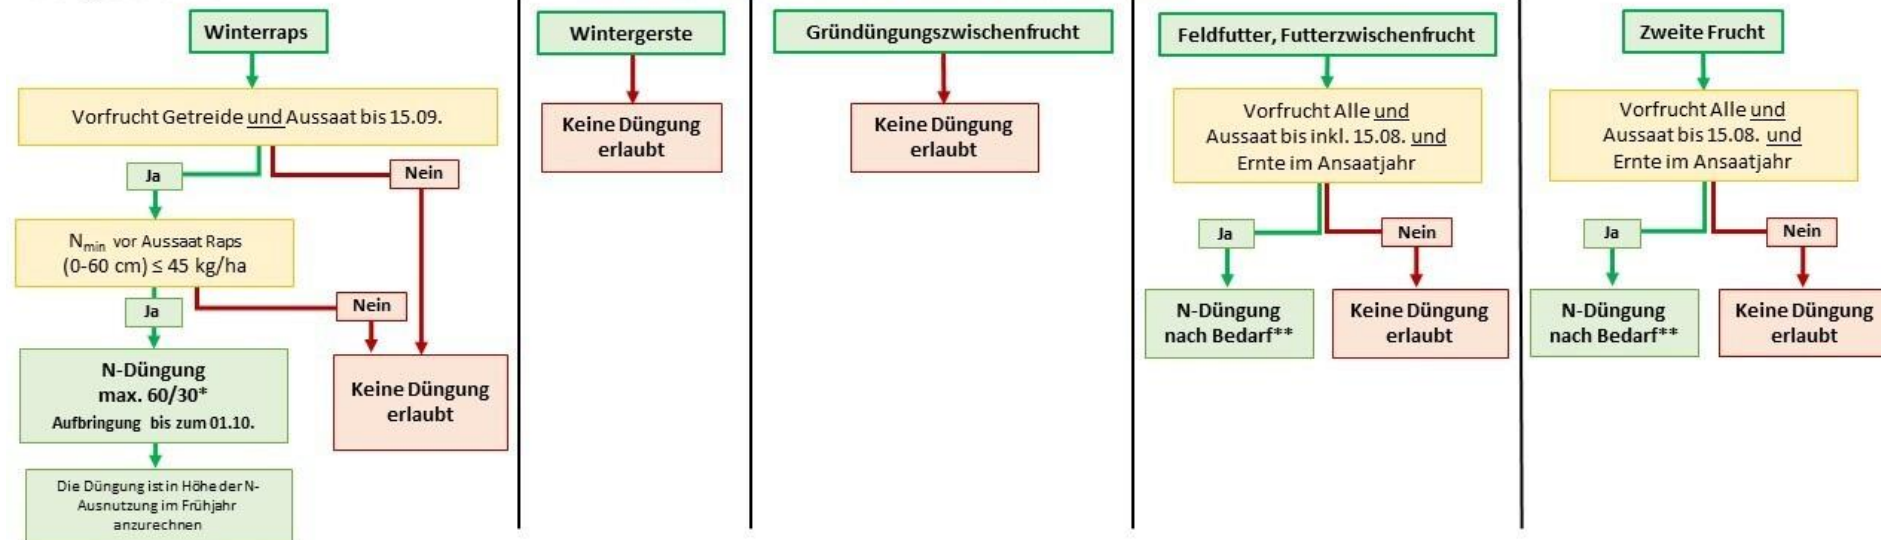 Winterraps
Vorfrucht Getreide und Aussaat bis 15.09.
Ja
Nein
Nmin vor Aussaat Raps
(0-60 cm) ≤ 45 kg/ha
Ja
Nein
N-Düngung
max. 60/30*
Aufbringung bis zum 01.10.
Keine Düngung
erlaubt
Die Düngung ist in Höhe der N-
Ausnutzung im Frühjahr
anzurechnen
Wintergerste
Keine Düngung
erlaubt
Gründüngungszwischenfrucht
Keine Düngung
erlaubt
Feldfutter, Futterzwischenfrucht
Vorfrucht Alle und
Aussaat bis inkl. 15.08. und
Ernte im Ansaatjahr
Ja
Nein
N-Düngung
nach Bedarf**
Keine Düngung
erlaubt
Zweite Frucht
Vorfrucht Alle und
Aussaat bis 15.08. und
Ernte im Ansaatjahr
Ja
Nein
N-Düngung
nach Bedarf**
Keine Düngung
erlaubt